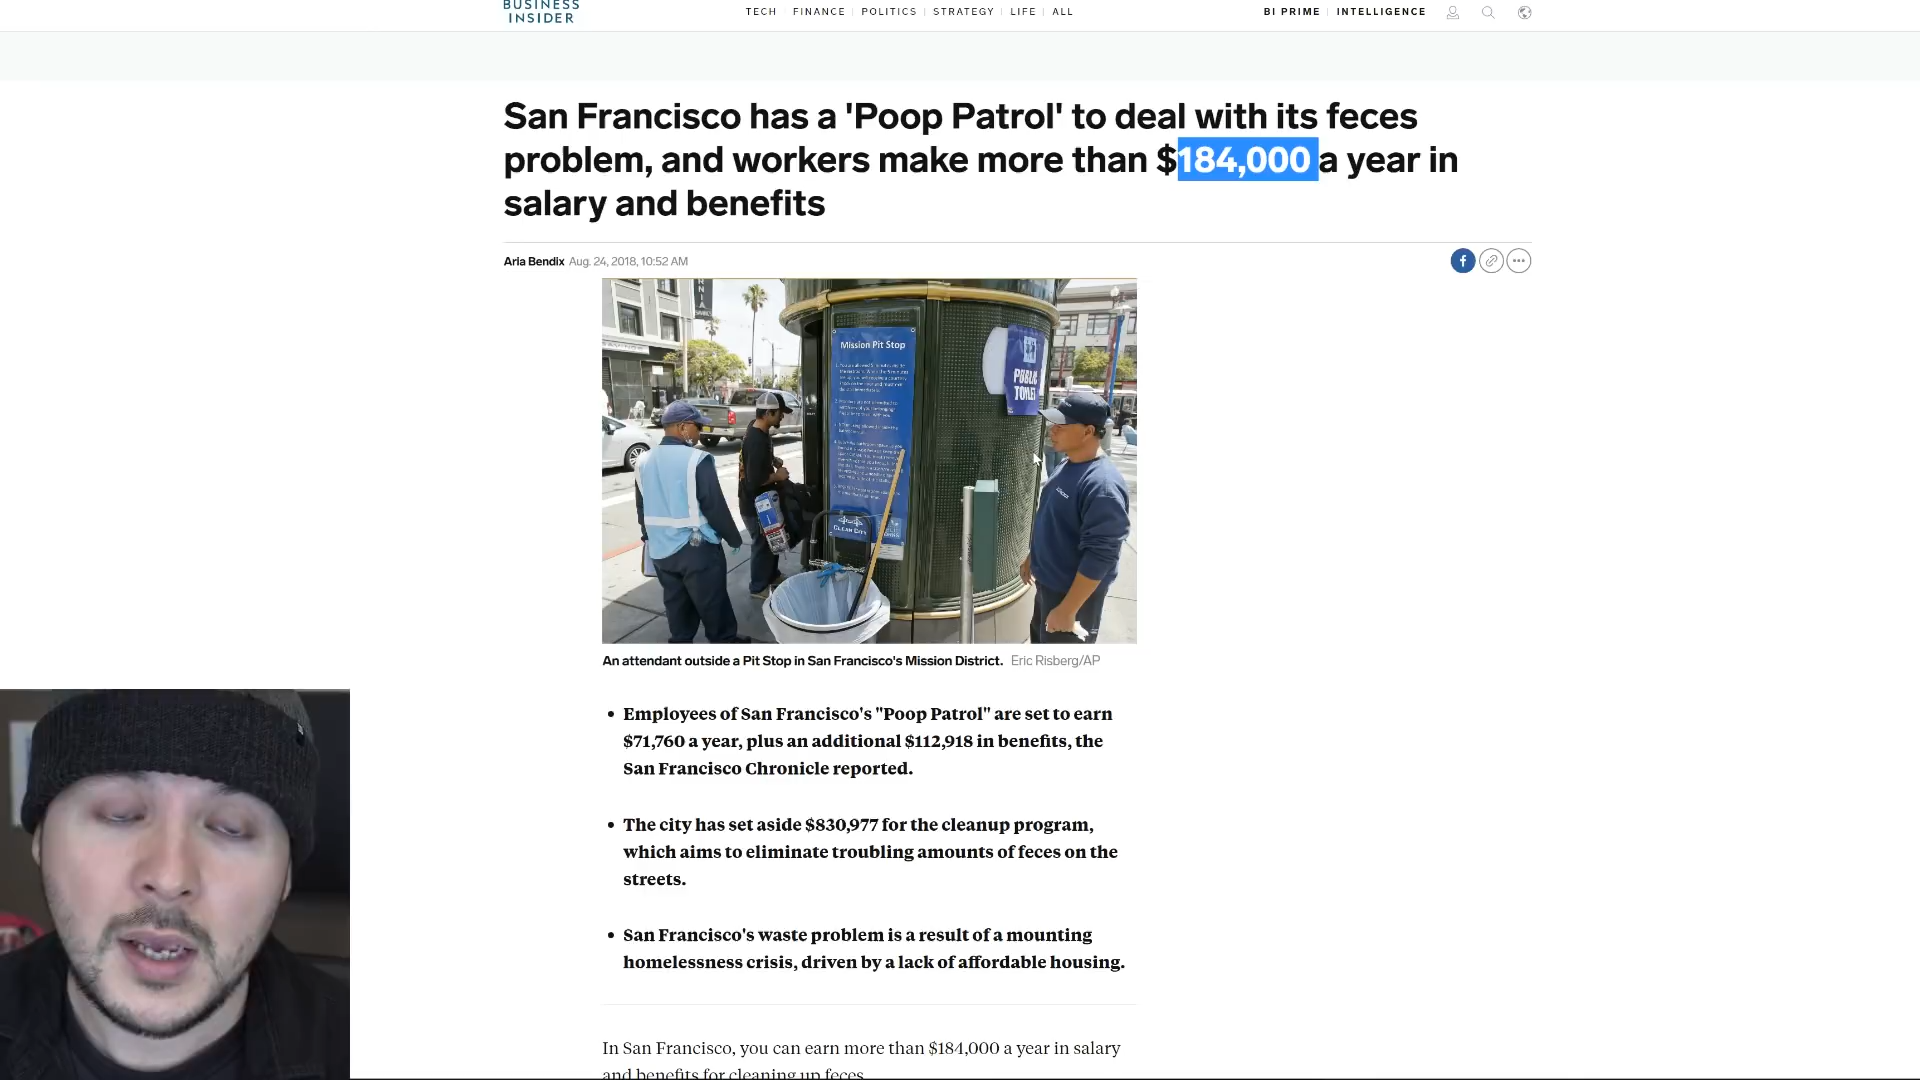 BUSINESS
INSIDER
TECH FINANCE POLITICS STRATEGY LIFE ALL
BI PRIME INTELLIGENCE
San Francisco has a 'Poop Patrol' to deal with its feces
problem, and workers make more than $184,000 a year in
salary and benefits
Aria Bendix Aug. 24, 2018, 10:52 AM
Mission Pit Stop
PUBLIC
TOILET
An attendant outside a Pit Stop in San Francisco's Mission District. Eric Risberg/AP
• Employees of San Francisco's "Poop Patrol" are set to earn
$71,760 a year, plus an additional $112,918 in benefits, the
San Francisco Chronicle reported.
• The city has set aside $830,977 for the cleanup program,
which aims to eliminate troubling amounts of feces on the
streets.
• San Francisco's waste problem is a result of a mounting
homelessness crisis, driven by a lack of affordable housing.
In San Francisco, you can earn more than $184,000 a year in salary
and benefits for cleaning up feces